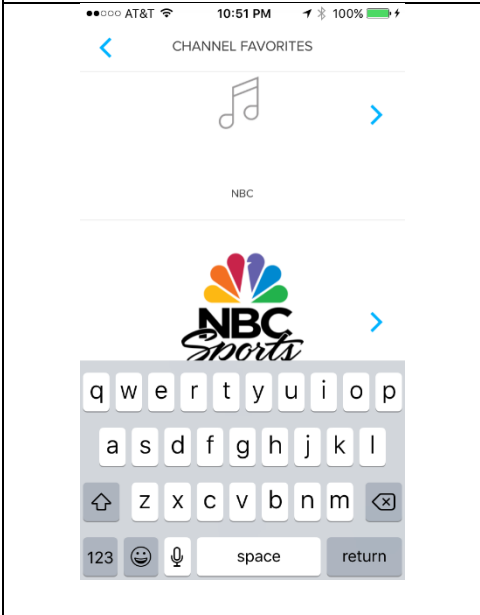 AT&T 10:51 PM 100%
CHANNEL FAVORITES
NBC
NBC
Sports
q w e r t y u i o p
a s d f g h j k l
z x c v b n m
123 space return